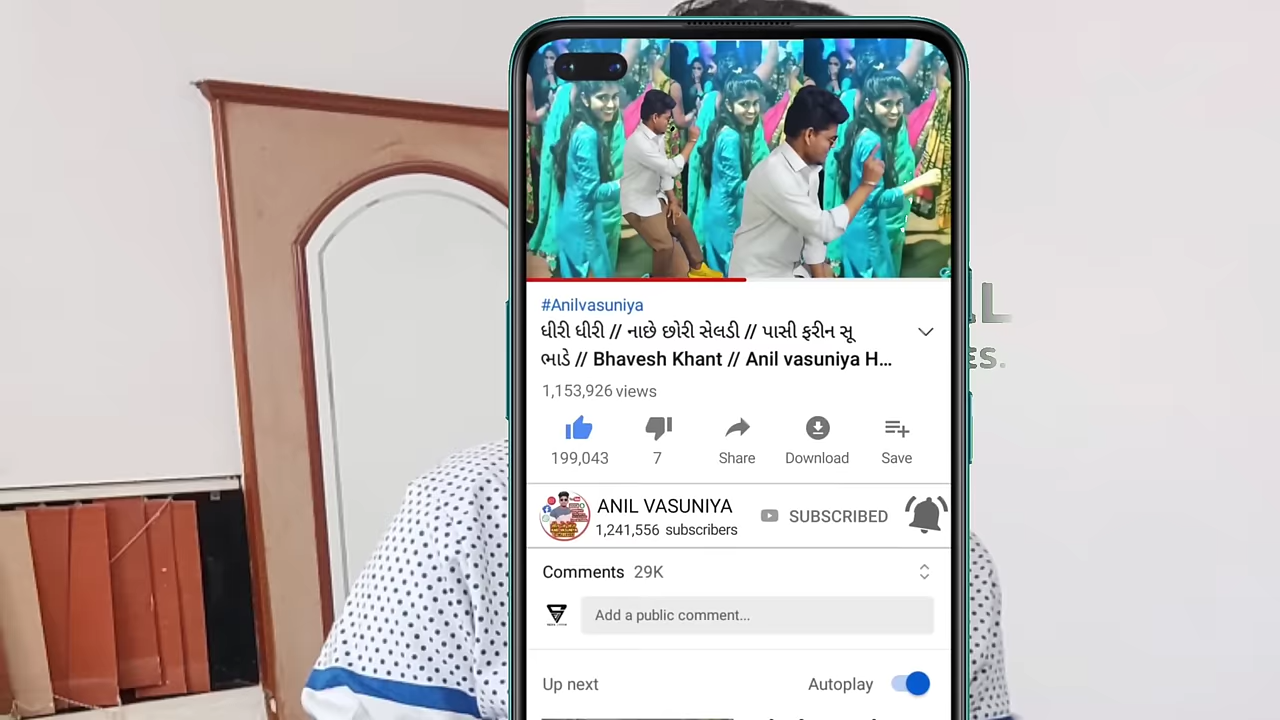 #Anilvasuniya
ધીરી ધીરી // નાછે છોરી સેલડી // પાસી ફરીન સૂ
ભાડે // Bhavesh Khant // Anil vasuniya H...
1,153,926 views
199,043
7
Share
Download
Save
ANIL VASUNIYA
1,241,556 subscribers
SUBSCRIBED
Comments 29K
Add a public comment...
Up next
Autoplay